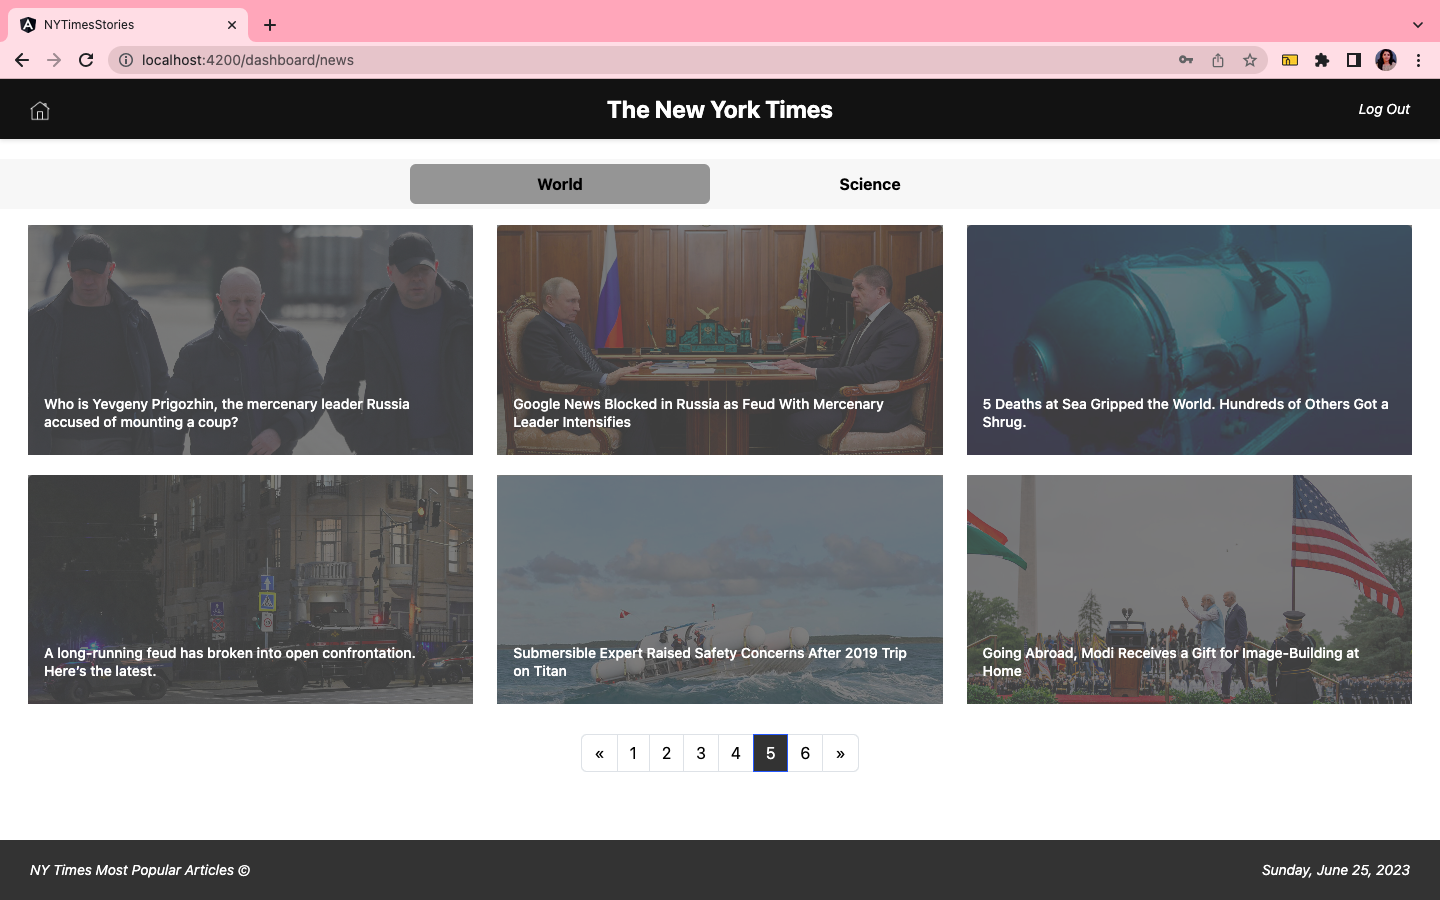 NYTimesStories
localhost:4200/dashboard/news
The New York Times
Log Out
World
Science
Who is Yevgeny Prigozhin, the mercenary leader Russia
accused of mounting a coup?
Google News Blocked in Russia as Feud With Mercenary
Leader Intensifies
5 Deaths at Sea Gripped the World. Hundreds of Others Got a
Shrug.
A long-running feud has broken into open confrontation.
Here’s the latest.
Submersible Expert Raised Safety Concerns After 2019 Trip
on Titan
Going Abroad, Modi Receives a Gift for Image-Building at
Home
« 1 2 3 4 5 6 »
NY Times Most Popular Articles ©
Sunday, June 25, 2023